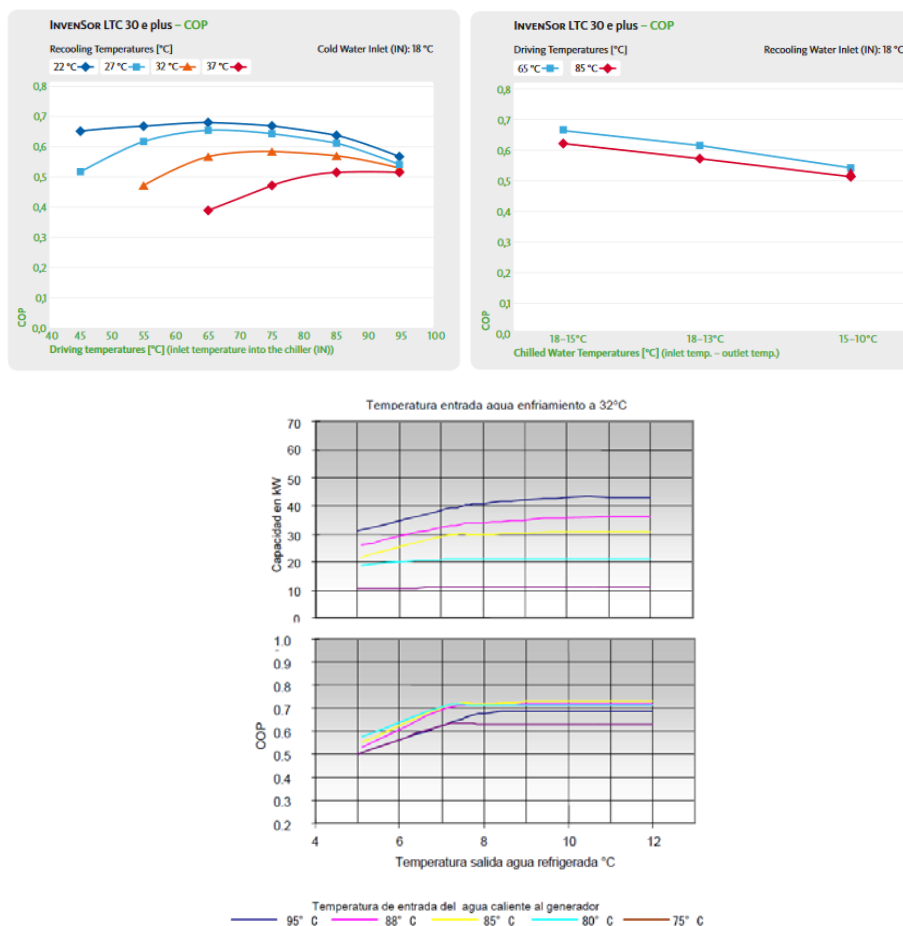 INVENSOR LTC 30 e plus – COP
Recooling Temperatures [°C] Cold Water Inlet (IN): 18 °C
22 °C 27 °C 32 °C 37 °C
0,8
0,7
0,6
0,5
0,4
0,3
0,2
0,1
0,0
COP
40 45 55 60 65 70 75 80 85 90 95 100
Driving temperatures [°C] (inlet temperature into the chiller (IN))
INVENSOR LTC 30 e plus – COP
Driving Temperatures [°C] Recooling Water Inlet (IN): 18 °C
65 °C 85 °C
0,8
0,7
0,6
0,5
0,4
0,3
0,2
0,1
0,0
COP
18–15°C 18–13°C 15–10°C
Chilled Water Temperatures [°C] (inlet temp. – outlet temp.)
Temperatura entrada agua enfriamiento a 32°C
70
60
50
40
30
20
10
0
Capacidad en kW
1.0
0.9
0.8
0.7
0.6
0.5
0.4
0.3
0.2
COP
4 6 8 10 12
Temperatura salida agua refrigerada °C
Temperatura de entrada del agua caliente al generador
95° C 88° C 85° C 80° C 75° C